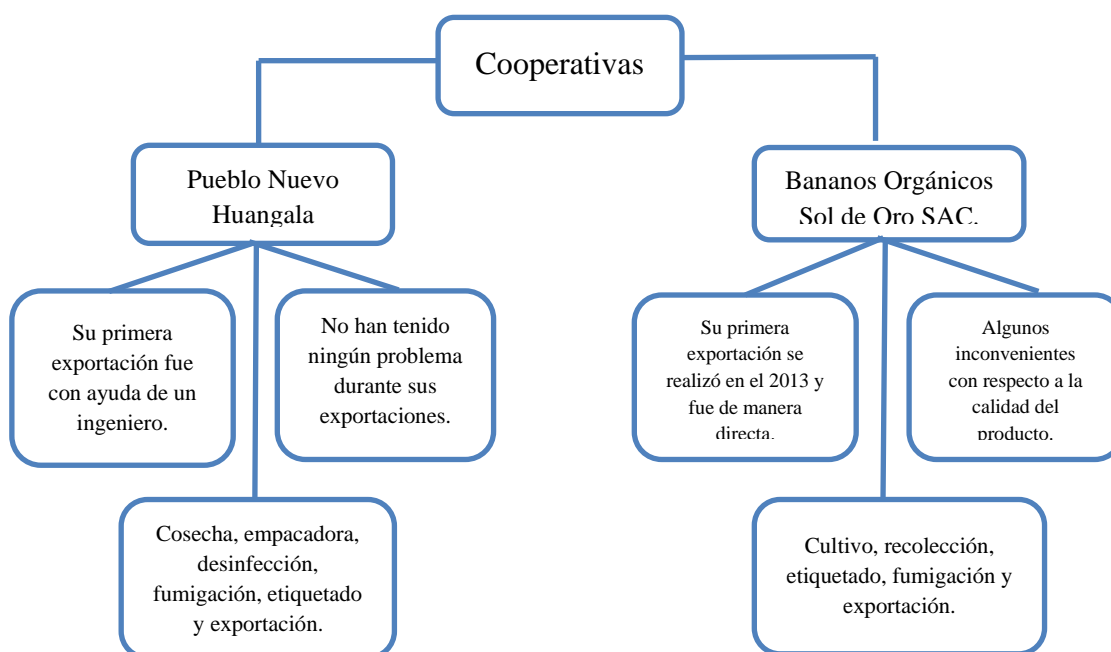 Cooperativas
Pueblo Nuevo
Huangala
Bananos Orgánicos
Sol de Oro SAC.
Su primera
exportación fue
con ayuda de un
ingeniero.
No han tenido
ningún problema
durante sus
exportaciones.
Su primera
exportación se
realizó en el 2013 y
fue de manera
directa.
Algunos
inconvenientes
con respecto a la
calidad del
producto.
Cosecha, empacadora,
desinfección,
fumigación, etiquetado
y exportación.
Cultivo, recolección,
etiquetado, fumigación y
exportación.